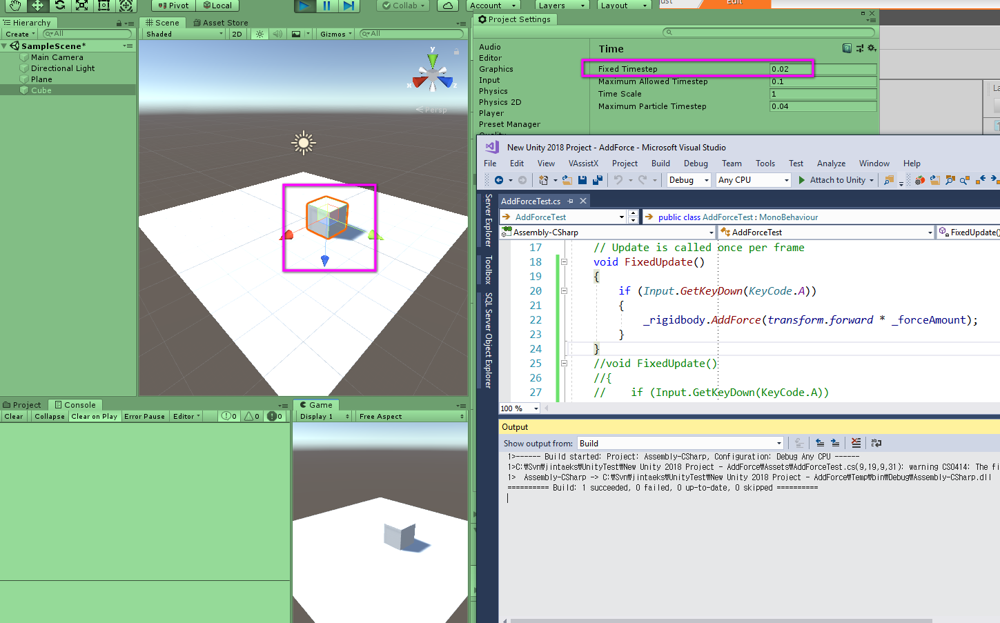 Pivot
Local
Collab
Account
Layers
Layout
Edit
Hierarchy
Create
All
SampleScene*
Main Camera
Directional Light
Plane
Cube
Scene
Asset Store
Shaded
2D
Gizmos
All
y
x
z
Persp
Project Settings
Audio
Editor
Graphics
Input
Physics
Physics 2D
Player
Preset Manager
Time
Fixed Timestep 0.02
Maximum Allowed Timestep 0.1
Time Scale 1
Maximum Particle Timestep 0.04
New Unity 2018 Project - AddForce - Microsoft Visual Studio
File Edit View VAssistX Project Build Debug Team Tools Test Analyze Window Help
Debug Any CPU Attach to Unity
Server Explorer
Toolbox
SQL Server Object Explorer
AddForceTest.cs
AddForceTest
public class AddForceTest : MonoBehaviour
Assembly-CSharp
AddForceTest
FixedUpdate()
17 // Update is called once per frame
18 void FixedUpdate()
19 {
20 if (Input.GetKeyDown(KeyCode.A))
21 {
22 _rigidbody.AddForce(transform.forward * _forceAmount);
23 }
24 }
25 //void FixedUpdate()
26 //{
27 // if (Input.GetKeyDown(KeyCode.A))
100 %
Output
Show output from: Build
1>------ Build started: Project: Assembly-CSharp, Configuration: Debug Any CPU ------
1>C:₩Svn₩jintaeks₩UnityTest₩New Unity 2018 Project - AddForce₩Assets₩AddForceTest.cs(9,19,9,31): warning CS0414: The fi
1> Assembly-CSharp -> C:₩Svn₩jintaeks₩UnityTest₩New Unity 2018 Project - AddForce₩Temp₩bin₩Debug₩Assembly-CSharp.dll
========== Build: 1 succeeded, 0 failed, 0 up-to-date, 0 skipped ==========
Project
Console
Clear
Collapse
Clear on Play
Error Pause
Editor
0
0
0
Game
Display 1
Free Aspect